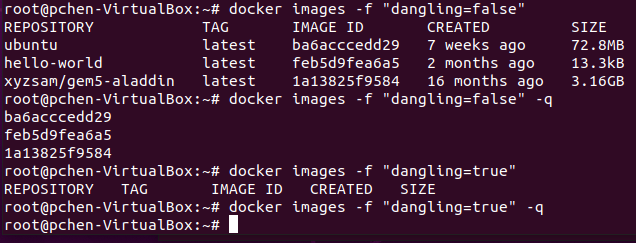 root@pchen-VirtualBox:~# docker images -f "dangling=false"
REPOSITORY TAG IMAGE ID CREATED SIZE
ubuntu latest ba6acccedd29 7 weeks ago 72.8MB
hello-world latest feb5d9fea6a5 2 months ago 13.3kB
xyzsam/gem5-aladdin latest 1a13825f9584 16 months ago 3.16GB
root@pchen-VirtualBox:~# docker images -f "dangling=false" -q
ba6acccedd29
feb5d9fea6a5
1a13825f9584
root@pchen-VirtualBox:~# docker images -f "dangling=true"
REPOSITORY TAG IMAGE ID CREATED SIZE
root@pchen-VirtualBox:~# docker images -f "dangling=true" -q
root@pchen-VirtualBox:~#